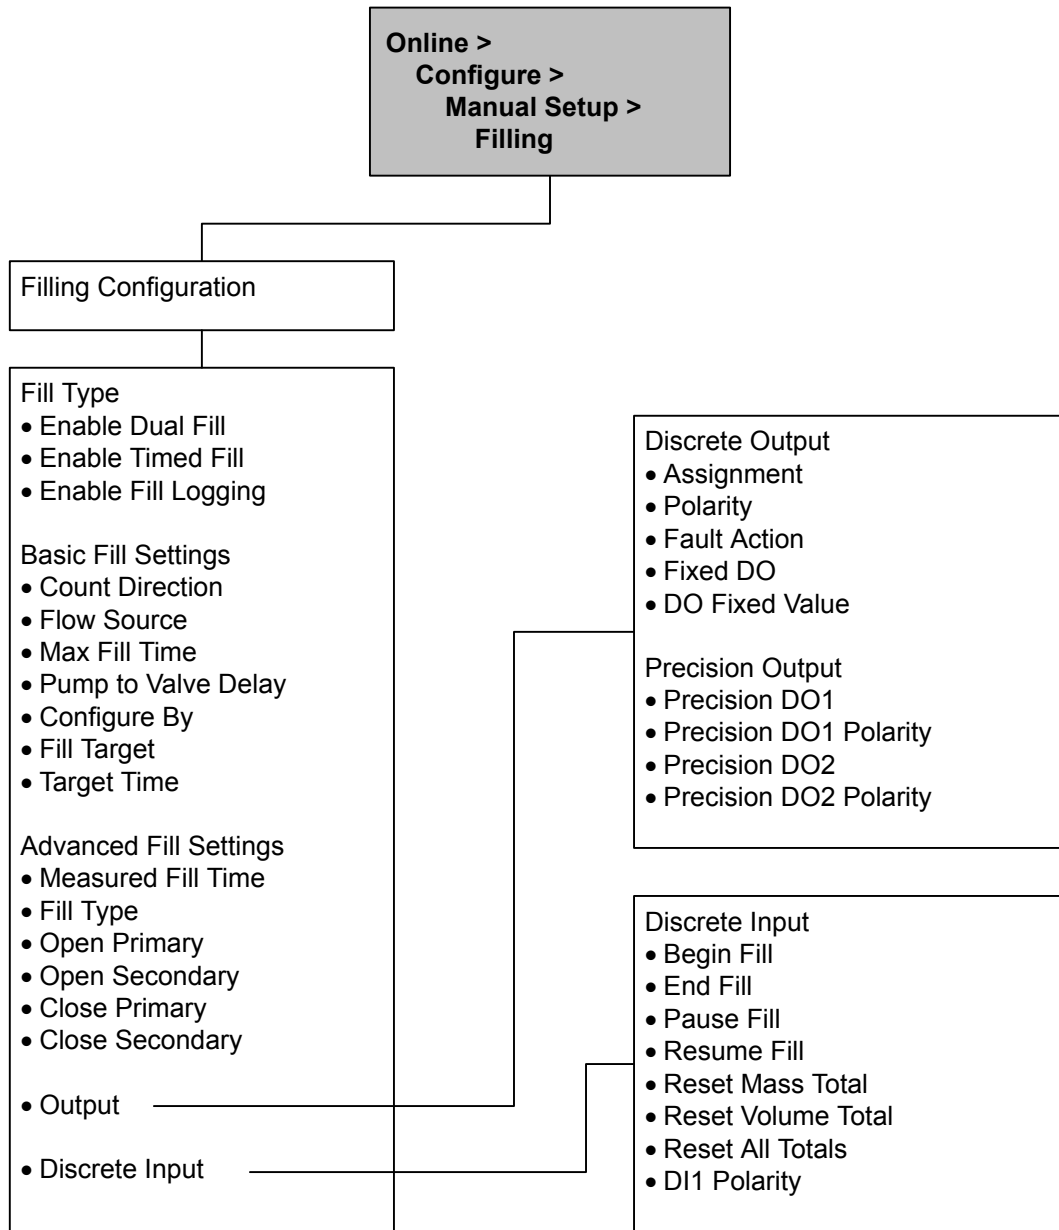 Online >
Configure >
Manual Setup >
Filling
Filling Configuration
Fill Type
• Enable Dual Fill
• Enable Timed Fill
• Enable Fill Logging
Basic Fill Settings
• Count Direction
• Flow Source
• Max Fill Time
• Pump to Valve Delay
• Configure By
• Fill Target
• Target Time
Advanced Fill Settings
• Measured Fill Time
• Fill Type
• Open Primary
• Open Secondary
• Close Primary
• Close Secondary
• Output
• Discrete Input
Discrete Output
• Assignment
• Polarity
• Fault Action
• Fixed DO
• DO Fixed Value
Precision Output
• Precision DO1
• Precision DO1 Polarity
• Precision DO2
• Precision DO2 Polarity
Discrete Input
• Begin Fill
• End Fill
• Pause Fill
• Resume Fill
• Reset Mass Total
• Reset Volume Total
• Reset All Totals
• DI1 Polarity